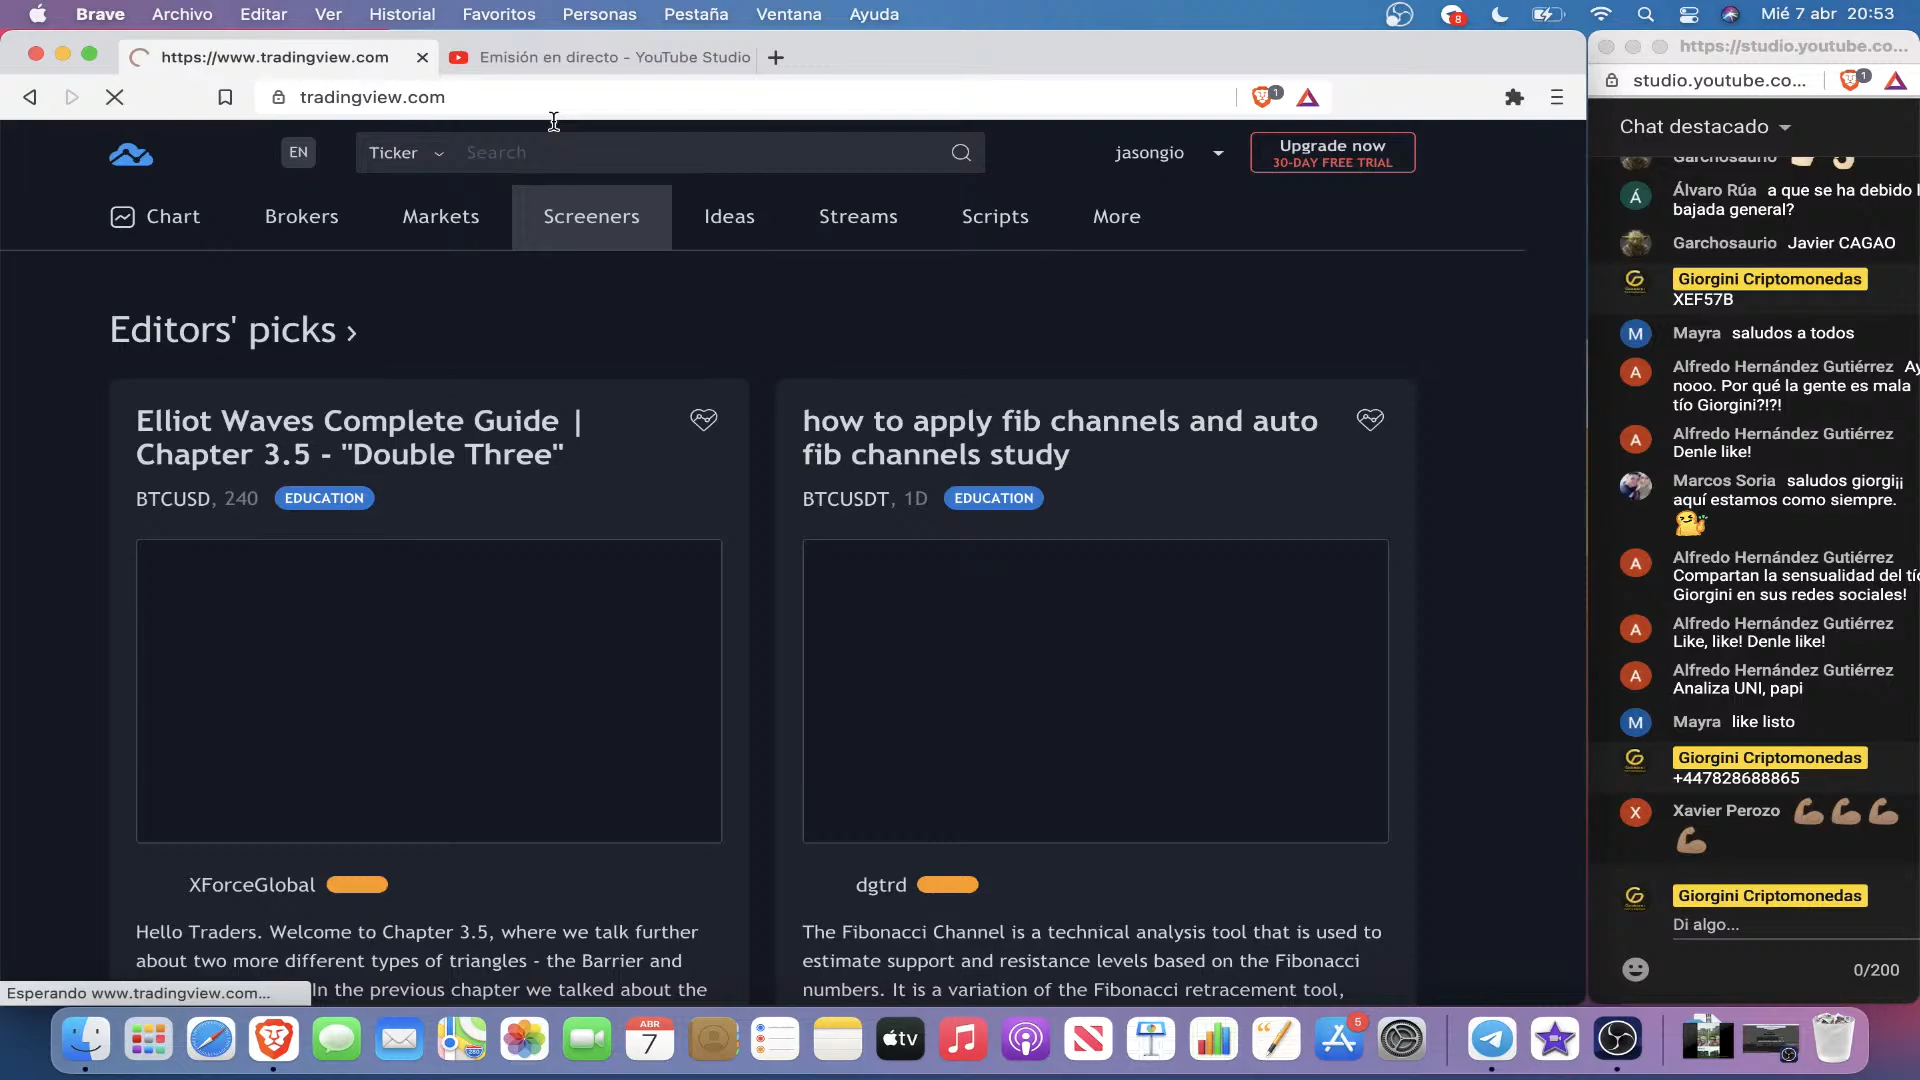 Brave Archivo Editar Ver Historial Favoritos Personas Pestaña Ventana Ayuda
8
Mié 7 abr 20:53
https://www.tradingview.com
Emisión en directo - YouTube Studio
tradingview.com
1
EN
Ticker
Search
jasongio
Upgrade now
30-DAY FREE TRIAL
Chart
Brokers
Markets
Screeners
Ideas
Streams
Scripts
More
Editors' picks
Elliot Waves Complete Guide |
Chapter 3.5 - "Double Three"
BTCUSD, 240
EDUCATION
XForceGlobal
Hello Traders. Welcome to Chapter 3.5, where we talk further
about two more different types of triangles - the Barrier and
In the previous chapter we talked about the
how to apply fib channels and auto
fib channels study
BTCUSDT, 1D
EDUCATION
dgtrd
The Fibonacci Channel is a technical analysis tool that is used to
estimate support and resistance levels based on the Fibonacci
numbers. It is a variation of the Fibonacci retracement tool,
Esperando www.tradingview.com...
https://studio.youtube.co...
studio.youtube.co...
1
Chat destacado
Garchosaurio
Álvaro Rúa a que se ha debido l
bajada general?
Garchosaurio Javier CAGAO
Giorgini Criptomonedas
XEF57B
Mayra saludos a todos
Alfredo Hernández Gutiérrez Ay
nooo. Por qué la gente es mala
tío Giorgini?!?!
Alfredo Hernández Gutiérrez
Denle like!
Marcos Soria saludos giorgi¡¡
aquí estamos como siempre.
Alfredo Hernández Gutiérrez
Compartan la sensualidad del tío
Giorgini en sus redes sociales!
Alfredo Hernández Gutiérrez
Like, like! Denle like!
Alfredo Hernández Gutiérrez
Analiza UNI, papi
Mayra like listo
Giorgini Criptomonedas
+447828688865
Xavier Perozo
Giorgini Criptomonedas
Di algo...
0/200
ABR
7
tv
5